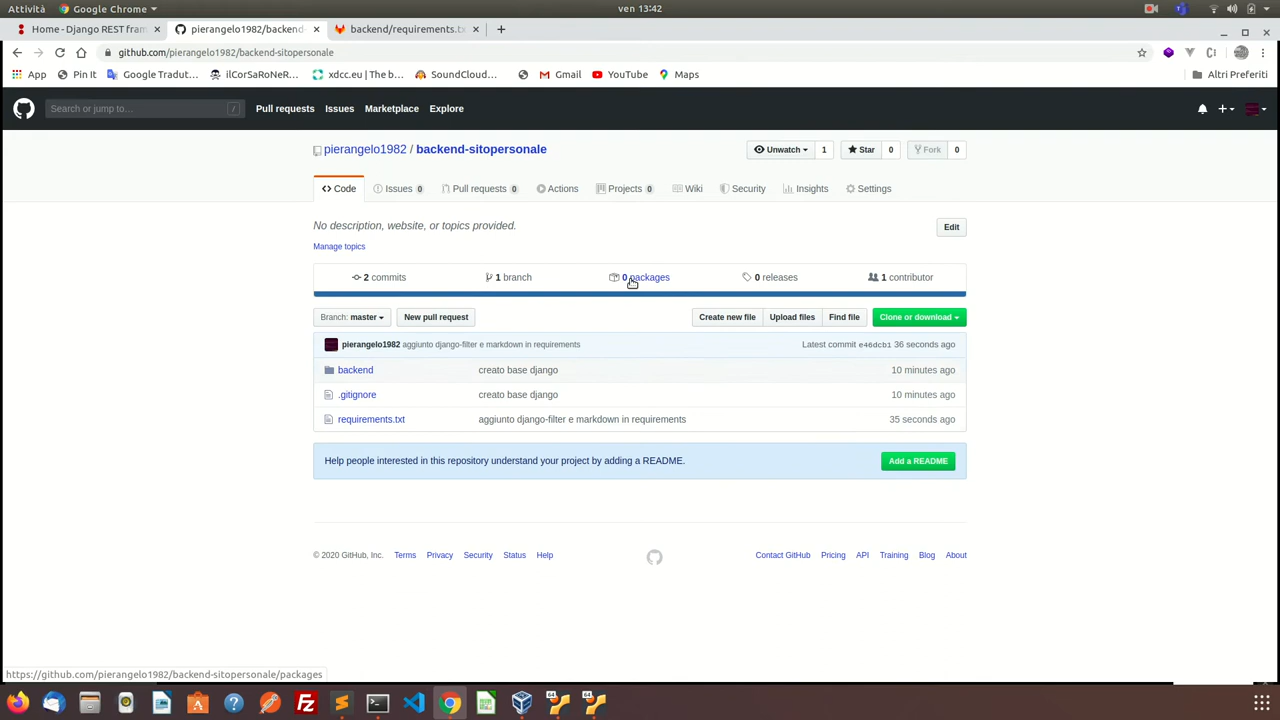 Attività Google Chrome ven 13:42
Home - Django REST fram pierangelo1982/backend backend/requirements.txt
github.com/pierangelo1982/backend-sitopersonale
App Pin It Google Tradut... ilCorSaRoNeR... xdcc.eu | The b... SoundCloud... Gmail YouTube Maps Altri Preferiti
Search or jump to... / Pull requests Issues Marketplace Explore
pierangelo1982 / backend-sitopersonale Unwatch 1 Star 0 Fork 0
Code Issues 0 Pull requests 0 Actions Projects 0 Wiki Security Insights Settings
No description, website, or topics provided. Edit
Manage topics
2 commits 1 branch 0 packages 0 releases 1 contributor
Branch: master New pull request Create new file Upload files Find file Clone or download
pierangelo1982 aggiunto django-filter e markdown in requirements Latest commit e46dcb1 36 seconds ago
backend creato base django 10 minutes ago
.gitignore creato base django 10 minutes ago
requirements.txt aggiunto django-filter e markdown in requirements 35 seconds ago
Help people interested in this repository understand your project by adding a README. Add a README
© 2020 GitHub, Inc. Terms Privacy Security Status Help Contact GitHub Pricing API Training Blog About
https://github.com/pierangelo1982/backend-sitopersonale/packages
64 64